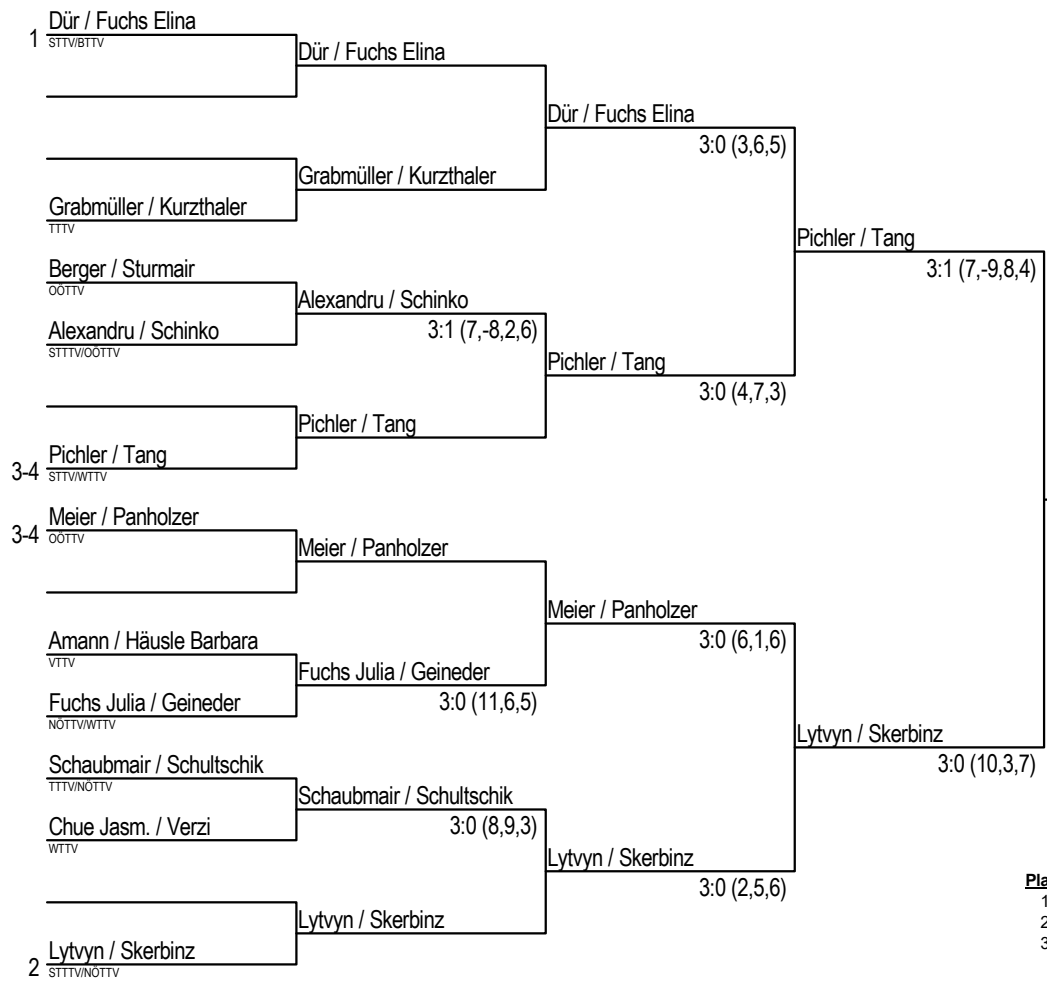 Dür / Fuchs Elina
1
STTV/BTTV
Dür / Fuchs Elina
Dür / Fuchs Elina
3:0 (3,6,5)
Grabmüller / Kurzthaler
Grabmüller / Kurzthaler
TTTV
Pichler / Tang
3:1 (7,-9,8,4)
Berger / Sturmair
OÖTTV
Alexandru / Schinko
3:1 (7,-8,2,6)
Alexandru / Schinko
STTTV/OÖTTV
Pichler / Tang
3:0 (4,7,3)
Pichler / Tang
Pichler / Tang
3-4
STTV/WTTV
Meier / Panholzer
3-4
OÖTTV
Meier / Panholzer
Meier / Panholzer
3:0 (6,1,6)
Amann / Häusle Barbara
VTTV
Fuchs Julia / Geineder
3:0 (11,6,5)
Fuchs Julia / Geineder
NÖTTV/WTTV
Lytvyn / Skerbinz
3:0 (10,3,7)
Schaubmair / Schultschik
TTTV/NÖTTV
Schaubmair / Schultschik
3:0 (8,9,3)
Chue Jasm. / Verzi
WTTV
Lytvyn / Skerbinz
3:0 (2,5,6)
Lytvyn / Skerbinz
Lytvyn / Skerbinz
2
STTTV/NÖTTV
Pla
1
2
3